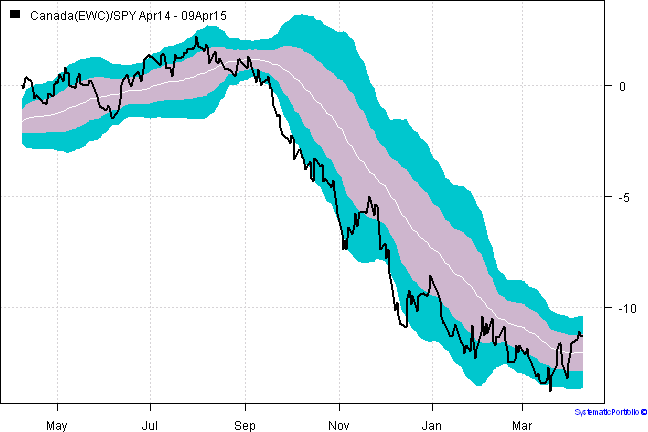 Canada(EWC)/SPY Apr14 - 09Apr15
0
-5
-10
May Jul Sep Nov Jan Mar
SystematicPortfolio ©